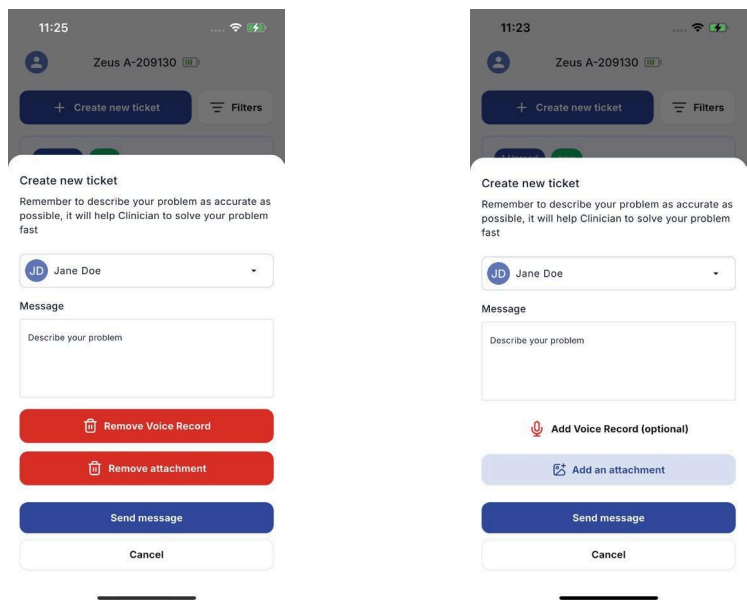 11:25
Zeus A-209130
+ Create new ticket
Filters
Create new ticket
Remember to describe your problem as accurate as
possible, it will help Clinician to solve your problem
fast
JD Jane Doe
Message
Describe your problem
Remove Voice Record
Remove attachment
Send message
Cancel
11:23
Zeus A-209130
+ Create new ticket
Filters
Create new ticket
Remember to describe your problem as accurate as
possible, it will help Clinician to solve your problem
fast
JD Jane Doe
Message
Describe your problem
Add Voice Record (optional)
Add an attachment
Send message
Cancel